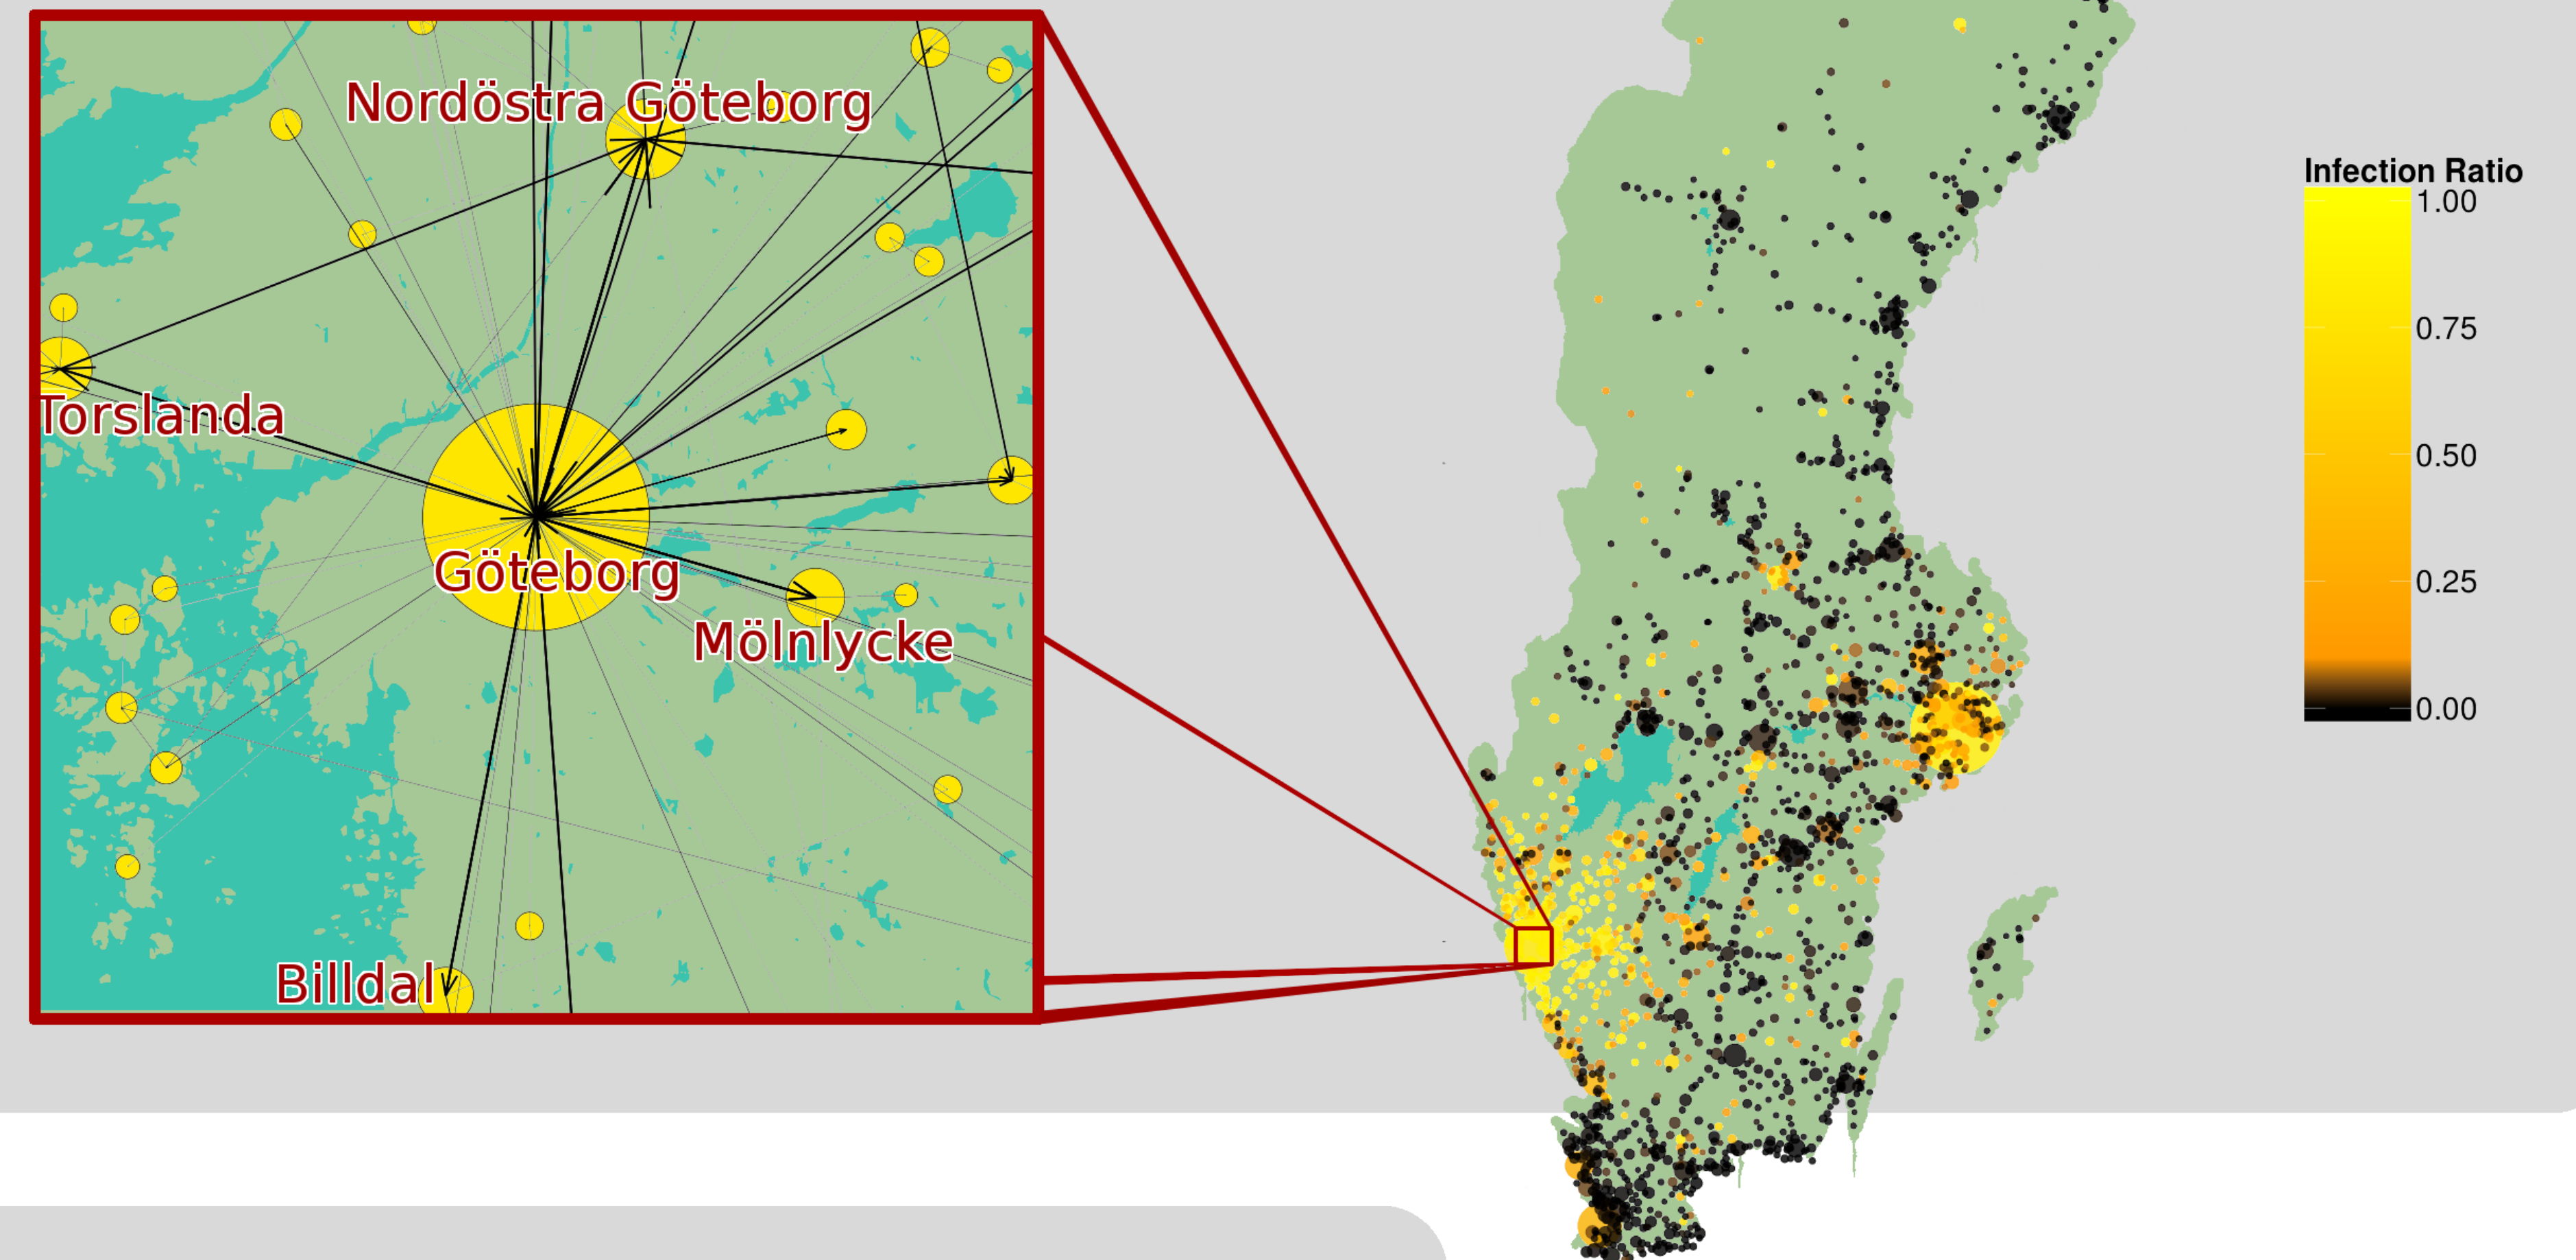 Nordöstra Göteborg
Torslanda
Göteborg
Mölnlycke
Billdal
Infection Ratio
1.00
0.75
0.50
0.25
0.00